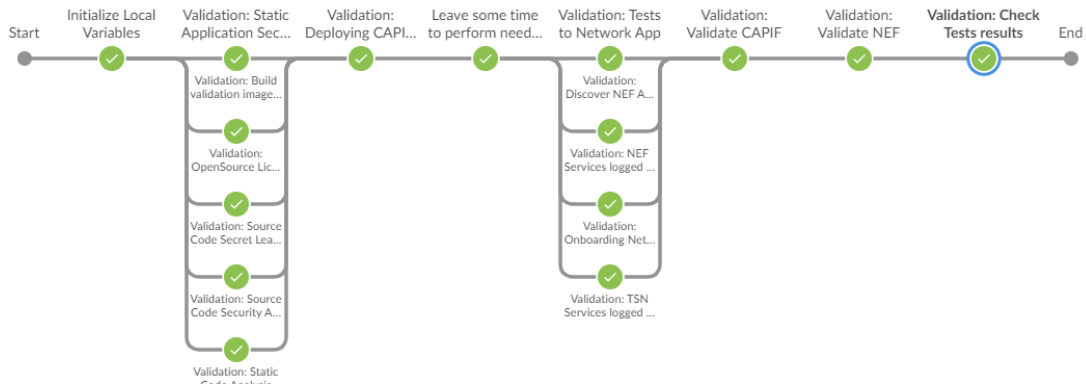 Start
Initialize Local
Variables
Validation: Static
Application Sec...
Validation:
Deploying CAPI...
Leave some time
to perform need...
Validation: Tests
to Network App
Validation:
Validate CAPIF
Validation:
Validate NEF
Validation: Check
Tests results
End
Validation: Build
validation image...
Validation:
OpenSource Lic...
Validation: Source
Code Secret Lea...
Validation: Source
Code Security A...
Validation: Static
Code Analysis
Validation:
Discover NEF A...
Validation: NEF
Services logged ...
Validation:
Onboarding Net...
Validation: TSN
Services logged ...